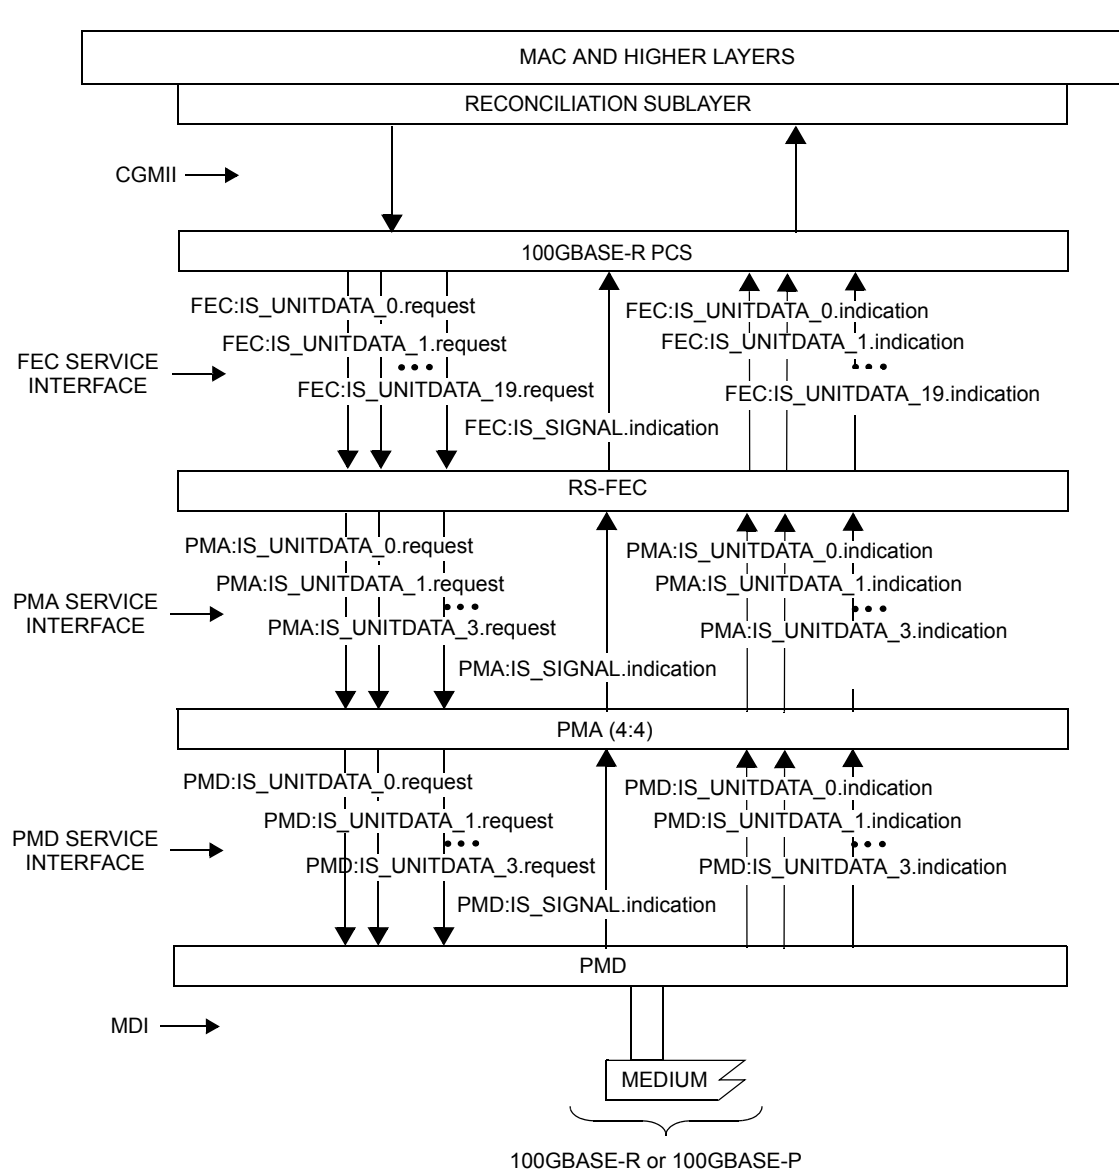 MAC AND HIGHER LAYERS
RECONCILIATION SUBLAYER
CGMII
100GBASE-R PCS
FEC:IS_UNITDATA_0.request
FEC:IS_UNITDATA_0.indication
FEC:IS_UNITDATA_1.request
FEC:IS_UNITDATA_1.indication
FEC SERVICE
INTERFACE
FEC:IS_UNITDATA_19.request
FEC:IS_UNITDATA_19.indication
FEC:IS_SIGNAL.indication
RS-FEC
PMA:IS_UNITDATA_0.request
PMA:IS_UNITDATA_0.indication
PMA:IS_UNITDATA_1.request
PMA:IS_UNITDATA_1.indication
PMA SERVICE
INTERFACE
PMA:IS_UNITDATA_3.request
PMA:IS_UNITDATA_3.indication
PMA:IS_SIGNAL.indication
PMA (4:4)
PMD:IS_UNITDATA_0.request
PMD:IS_UNITDATA_0.indication
PMD:IS_UNITDATA_1.request
PMD:IS_UNITDATA_1.indication
PMD SERVICE
INTERFACE
PMD:IS_UNITDATA_3.request
PMD:IS_UNITDATA_3.indication
PMD:IS_SIGNAL.indication
PMD
MDI
MEDIUM
100GBASE-R or 100GBASE-P